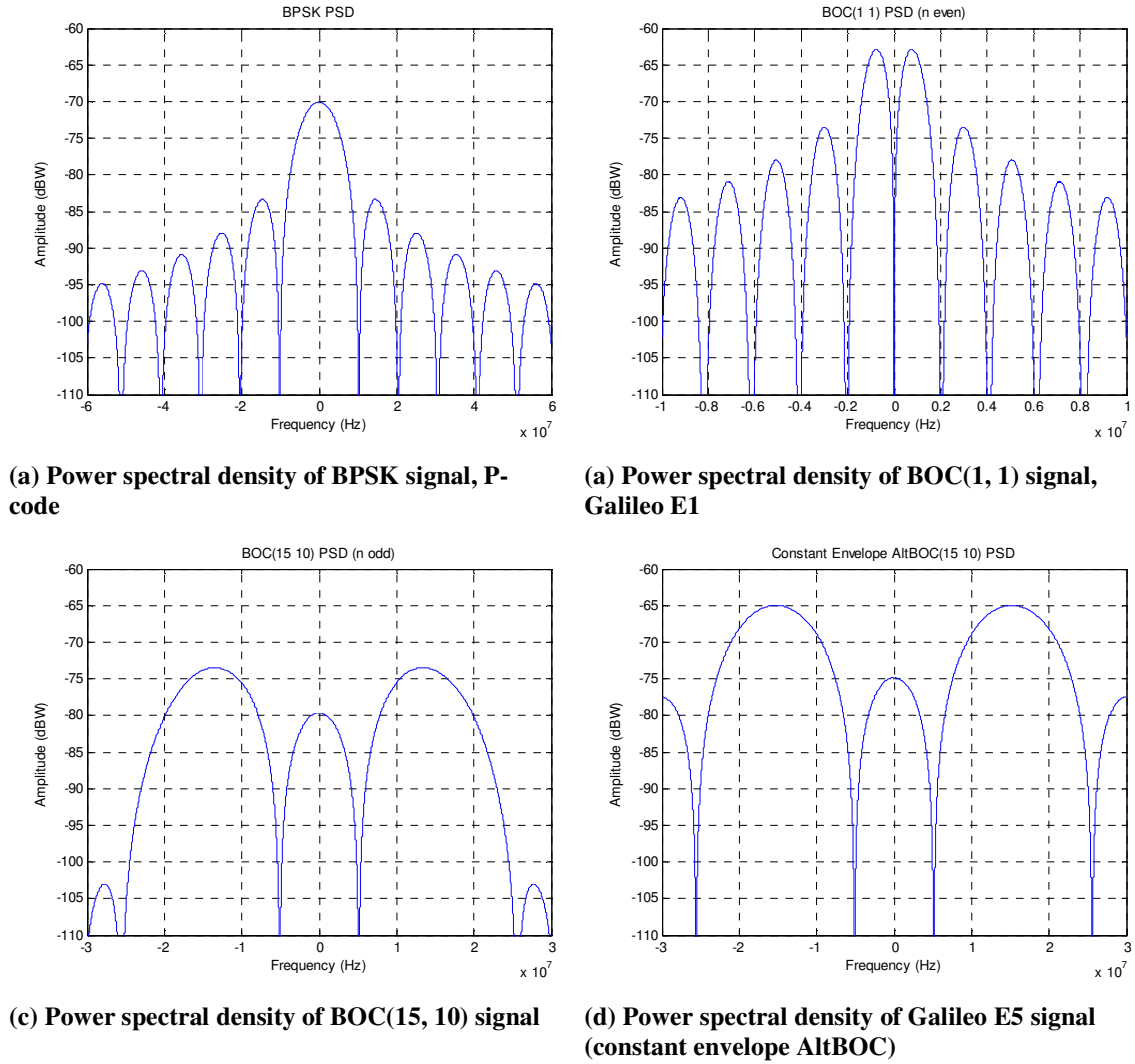 BPSK PSD
-60
-65
-70
-75
-80
-85
-90
-95
-100
-105
-110
Amplitude (dBW)
-6 -4 -2 0 2 4 6
Frequency (Hz)
x 10^7
(a) Power spectral density of BPSK signal, P-
code
BOC(1 1) PSD (n even)
-60
-65
-70
-75
-80
-85
-90
-95
-100
-105
-110
Amplitude (dBW)
-1 -0.8 -0.6 -0.4 -0.2 0 0.2 0.4 0.6 0.8 1
Frequency (Hz)
x 10^7
(a) Power spectral density of BOC(1, 1) signal,
Galileo E1
BOC(15 10) PSD (n odd)
-60
-65
-70
-75
-80
-85
-90
-95
-100
-105
-110
Amplitude (dBW)
-3 -2 -1 0 1 2 3
Frequency (Hz)
x 10^7
(c) Power spectral density of BOC(15, 10) signal
Constant Envelope AltBOC(15 10) PSD
-60
-65
-70
-75
-80
-85
-90
-95
-100
-105
-110
Amplitude (dBW)
-3 -2 -1 0 1 2 3
Frequency (Hz)
x 10^7
(d) Power spectral density of Galileo E5 signal
(constant envelope AltBOC)